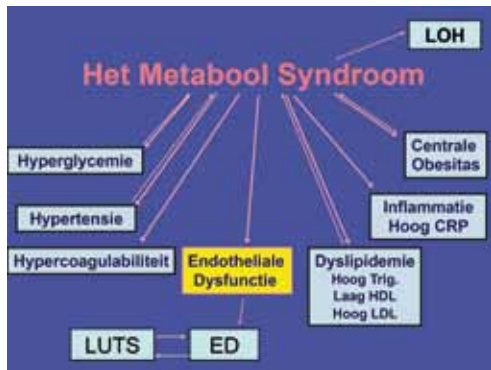 LOH
Het Metabool Syndroom
Hyperglycemie
Hypertensie
Hypercoagulabiliteit
Endotheliale
Dysfunctie
Dyslipidemie
Hoog Trig.
Laag HDL
Hoog LDL
Inflammatie
Hoog CRP
Centrale
Obesitas
LUTS
ED